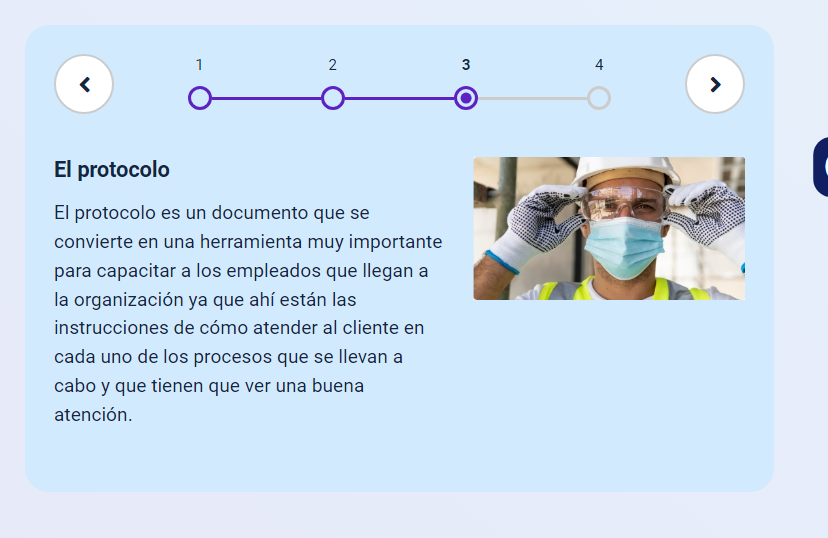 1 2 3 4
El protocolo
El protocolo es un documento que se
convierte en una herramienta muy importante
para capacitar a los empleados que llegan a
la organización ya que ahí están las
instrucciones de cómo atender al cliente en
cada uno de los procesos que se llevan a
cabo y que tienen que ver una buena
atención.